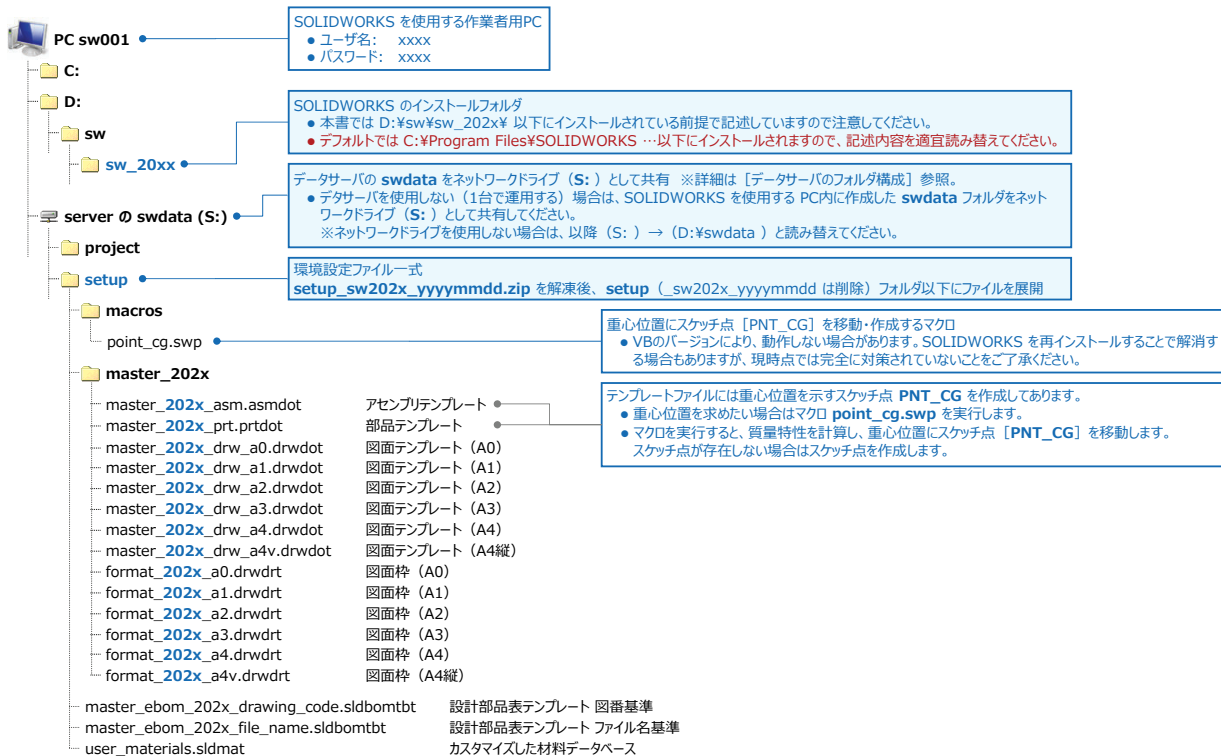 PC sw001
SOLIDWORKS を使用する作業者用PC
● ユーザ名: xxxx
● パスワード: xxxx
C:
D:
sw
sw_20xx
SOLIDWORKS のインストールフォルダ
● 本書では D:¥sw¥sw_202x¥ 以下にインストールされている前提で記述していますので注意してください。
● デフォルトでは C:¥Program Files¥SOLIDWORKS …以下にインストールされますので、記述内容を適宜読み替えてください。
server の swdata (S:)
データサーバの swdata をネットワークドライブ（S: ）として共有 ※詳細は［データサーバのフォルダ構成］参照。
● デタサーバを使用しない（1台で運用する）場合は、SOLIDWORKS を使用する PC内に作成した swdata フォルダをネット
ワークドライブ（S: ）として共有してください。
※ネットワークドライブを使用しない場合は、以降（S: ）→（D:¥swdata ）と読み替えてください。
project
setup
環境設定ファイル一式
setup_sw202x_yyyymmdd.zip を解凍後、setup（_sw202x_yyyymmdd は削除）フォルダ以下にファイルを展開
macros
point_cg.swp
重心位置にスケッチ点［PNT_CG］を移動・作成するマクロ
● VBのバージョンにより、動作しない場合があります。SOLIDWORKS を再インストールすることで解消す
る場合もありますが、現時点では完全に対策されていないことをご了承ください。
master_202x
master_202x_asm.asmdot アセンブリテンプレート
master_202x_prt.prtdot 部品テンプレート
テンプレートファイルには重心位置を示すスケッチ点 PNT_CG を作成してあります。
● 重心位置を求めたい場合はマクロ point_cg.swp を実行します。
● マクロを実行すると、質量特性を計算し、重心位置にスケッチ点［PNT_CG］を移動します。
スケッチ点が存在しない場合はスケッチ点を作成します。
master_202x_drw_a0.drwdot 図面テンプレート（A0）
master_202x_drw_a1.drwdot 図面テンプレート（A1）
master_202x_drw_a2.drwdot 図面テンプレート（A2）
master_202x_drw_a3.drwdot 図面テンプレート（A3）
master_202x_drw_a4.drwdot 図面テンプレート（A4）
master_202x_drw_a4v.drwdot 図面テンプレート（A4縦）
format_202x_a0.drwdrt 図面枠（A0）
format_202x_a1.drwdrt 図面枠（A1）
format_202x_a2.drwdrt 図面枠（A2）
format_202x_a3.drwdrt 図面枠（A3）
format_202x_a4.drwdrt 図面枠（A4）
format_202x_a4v.drwdrt 図面枠（A4縦）
master_ebom_202x_drawing_code.sldbomtbt 設計部品表テンプレート 図番基準
master_ebom_202x_file_name.sldbomtbt 設計部品表テンプレート ファイル名基準
user_materials.sldmat カスタマイズした材料データベース